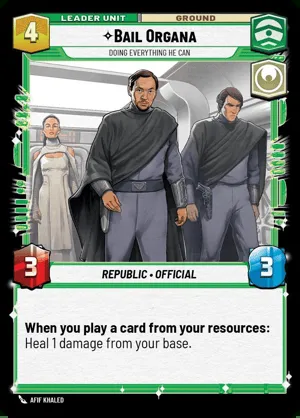 LEADER UNIT
GROUND
4
✧BAIL ORGANA
DOING EVERYTHING HE CAN
3
3
REPUBLIC • OFFICIAL
When you play a card from your resources:
Heal 1 damage from your base.
AFIF KHALED